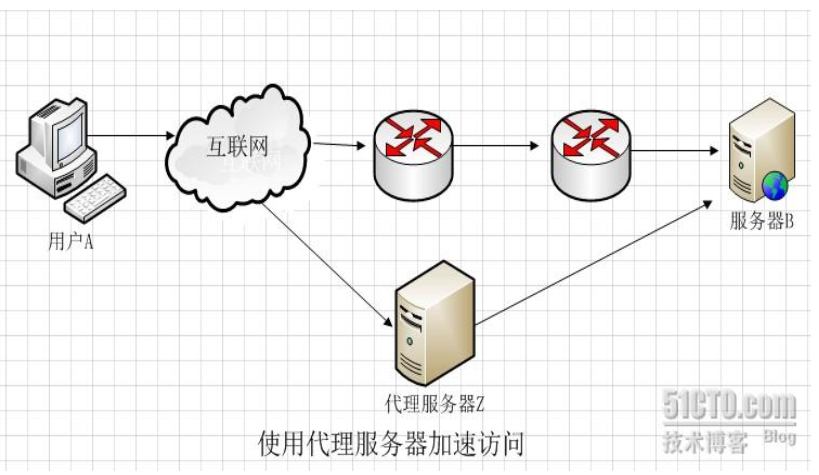 互联网
用户A
服务器B
代理服务器Z
使用代理服务器加速访问
51CTO.com
技术博客 Blog